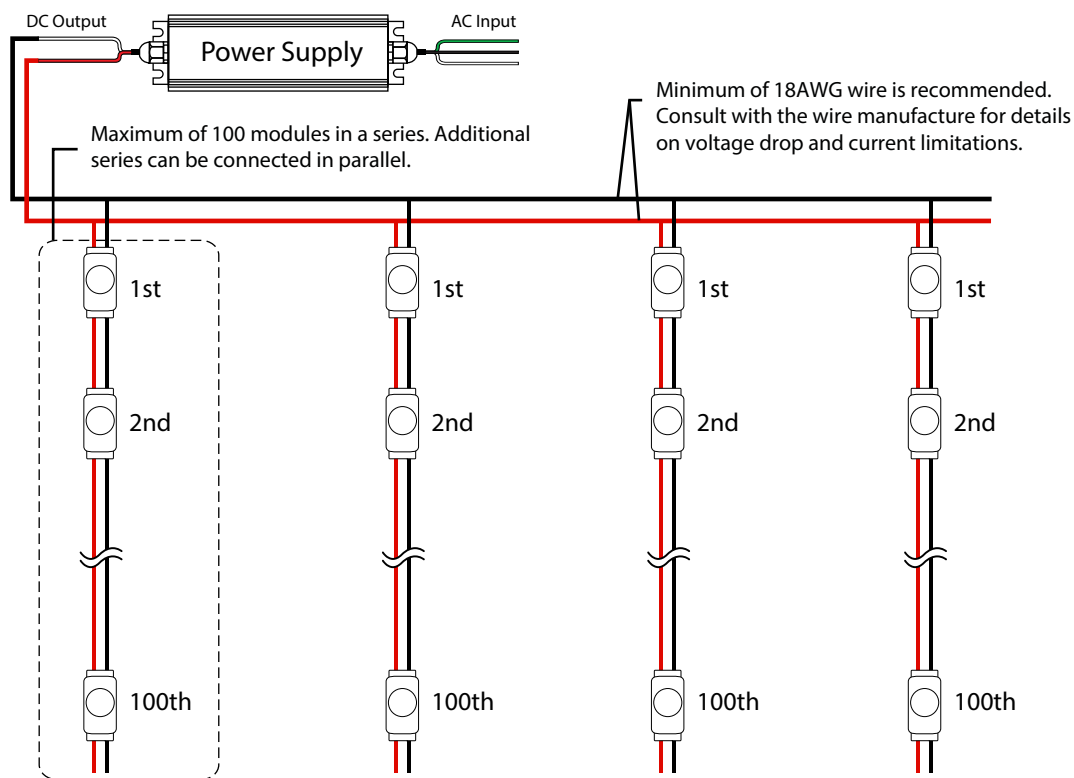 DC Output
AC Input
Power Supply
Minimum of 18AWG wire is recommended.
Consult with the wire manufacture for details
on voltage drop and current limitations.
Maximum of 100 modules in a series. Additional
series can be connected in parallel.
1st
1st
1st
1st
2nd
2nd
2nd
2nd
100th
100th
100th
100th